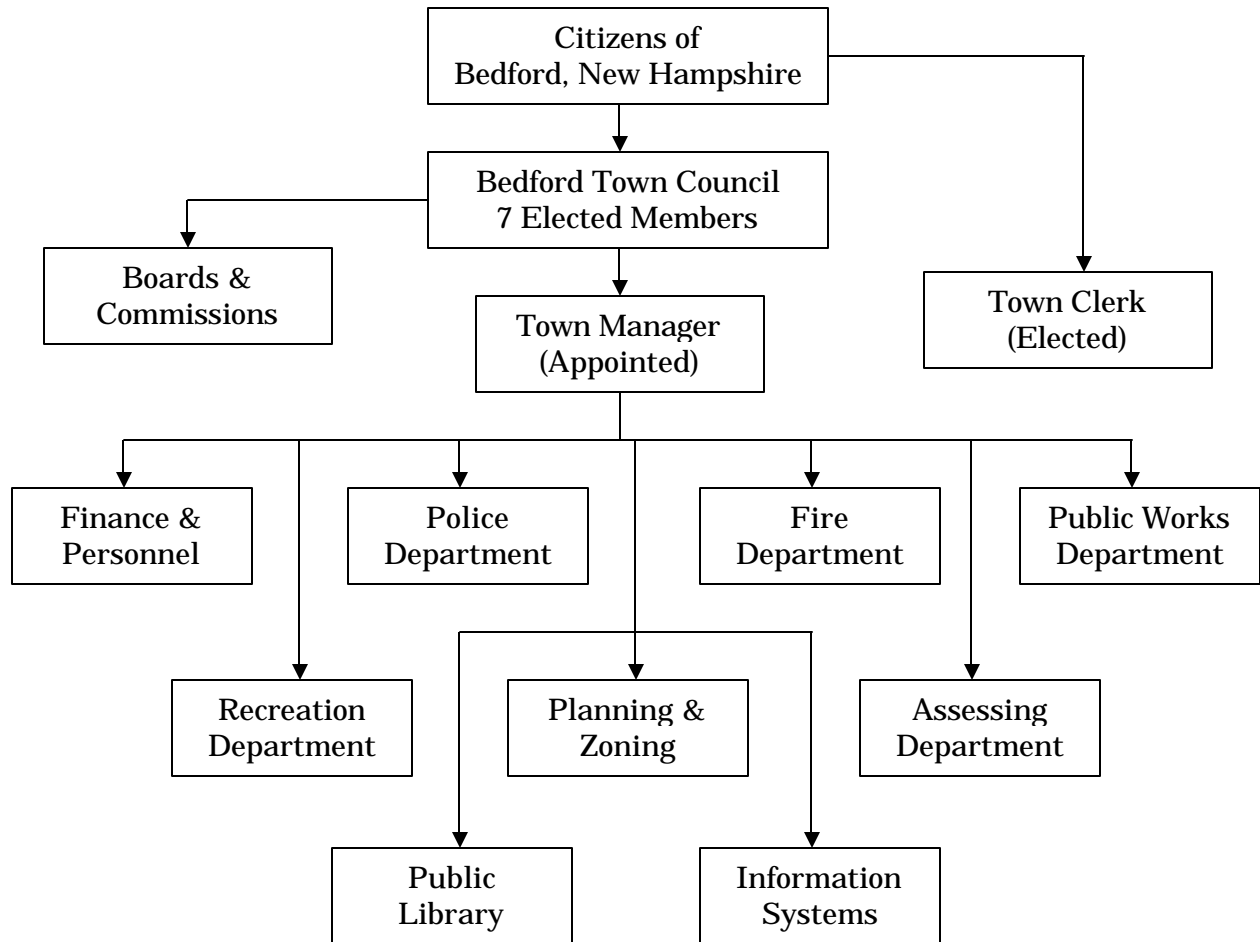 Citizens of
Bedford, New Hampshire
Bedford Town Council
7 Elected Members
Boards &
Commissions
Town Manager
(Appointed)
Town Clerk
(Elected)
Finance &
Personnel
Police
Department
Fire
Department
Public Works
Department
Recreation
Department
Planning &
Zoning
Assessing
Department
Public
Library
Information
Systems